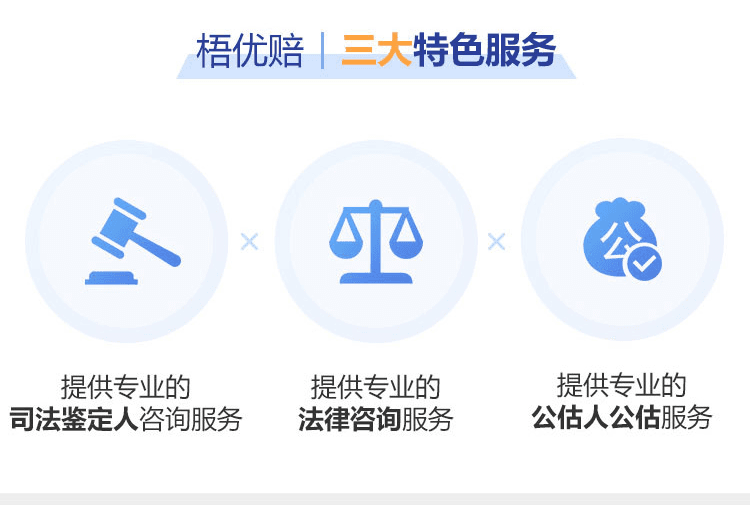 梧优赔｜三大特色服务
公
提供专业的
司法鉴定人咨询服务
提供专业的
法律咨询服务
提供专业的
公估人公估服务